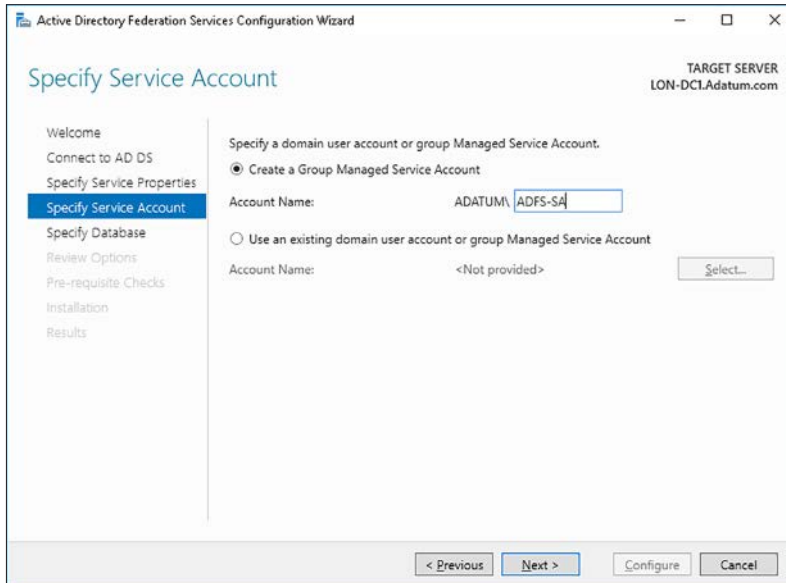 Active Directory Federation Services Configuration Wizard
Specify Service Account
TARGET SERVER
LON-DC1.Adatum.com
Welcome
Connect to AD DS
Specify Service Properties
Specify Service Account
Specify Database
Review Options
Pre-requisite Checks
Installation
Results
Specify a domain user account or group Managed Service Account.
Create a Group Managed Service Account
Account Name: ADATUM\ ADFS-SA
Use an existing domain user account or group Managed Service Account
Account Name: <Not provided> Select...
< Previous Next > Configure Cancel